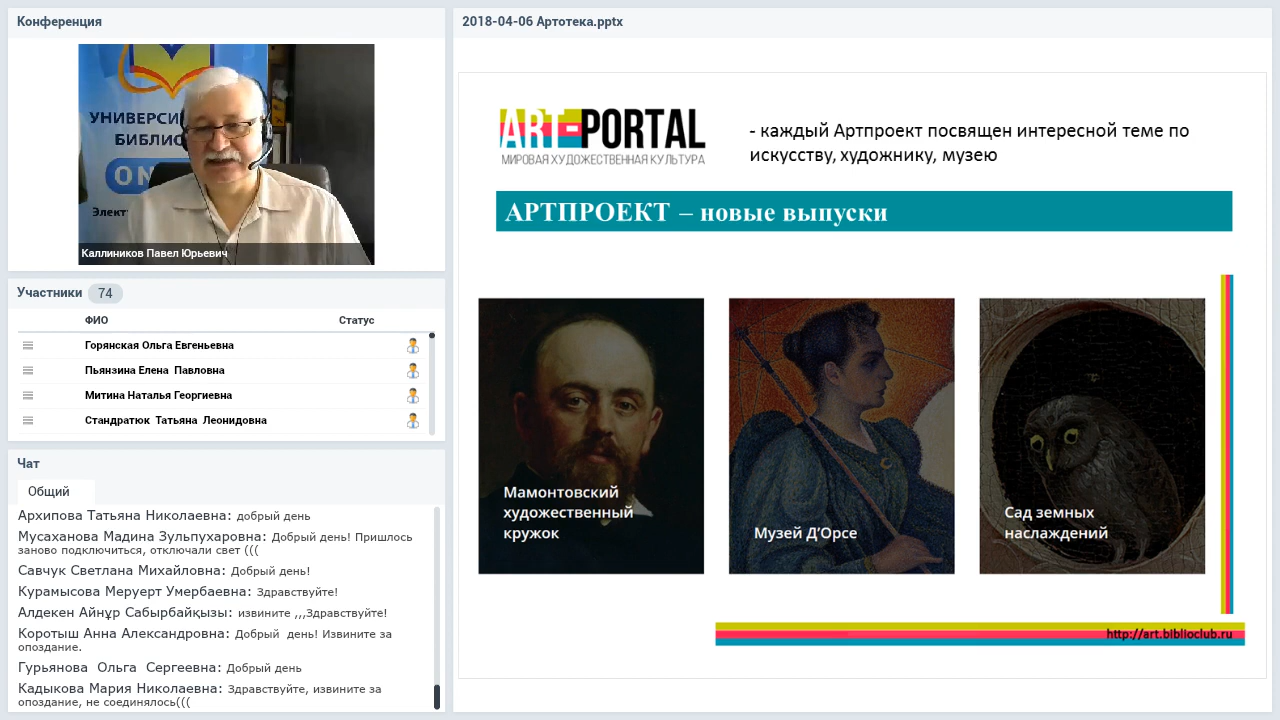 Конференция
УНИВЕРСИ
БИБЛИО
ON
Элект
Каллиников Павел Юрьевич
Участники 74
ФИО Статус
Горянская Ольга Евгеньевна
Пьянзина Елена Павловна
Митина Наталья Георгиевна
Стандратюк Татьяна Леонидовна
Чат
Общий
Архипова Татьяна Николаевна: добрый день
Мусаханова Мадина Зульпухаровна: Добрый день! Пришлось
заново подключиться, отключали свет (((
Савчук Светлана Михайловна: Добрый день!
Курамысова Меруерт Умербаевна: Здравствуйте!
Алдекен Айнұр Сабырбайқызы: извините ,,,Здравствуйте!
Коротыш Анна Александровна: Добрый день! Извините за
опоздание.
Гурьянова Ольга Сергеевна: Добрый день
Кадыкова Мария Николаевна: Здравствуйте, извините за
опоздание, не соединялось(((
2018-04-06 Артотека.pptx
ART-PORTAL
МИРОВАЯ ХУДОЖЕСТВЕННАЯ КУЛЬТУРА
- каждый Артпроект посвящен интересной теме по
искусству, художнику, музею
АРТПРОЕКТ – новые выпуски
Мамонтовский
художественный
кружок
Музей Д’Орсе
Сад земных
наслаждений
http://art.biblioclub.ru